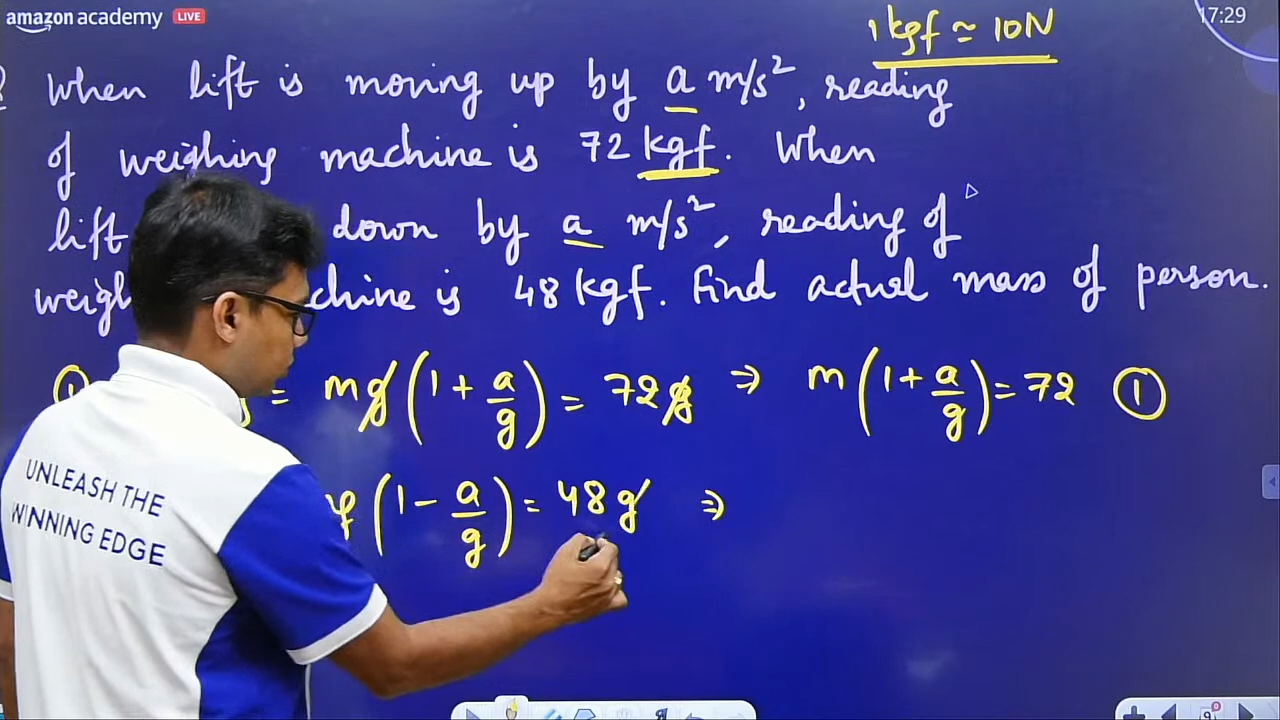 amazon academy LIVE
17:29
1 kgf ≃ 10N
When lift is moving up by a m/s², reading
of weighing machine is 72 kgf. When
lift down by a m/s², reading of
weigh chine is 48 kgf. Find actual mass of person.
① = mg(1 + a/g) = 72g ⇒ m(1 + a/g) = 72 ①
(1 - a/g) = 48g ⇒
UNLEASH THE
WINNING EDGE